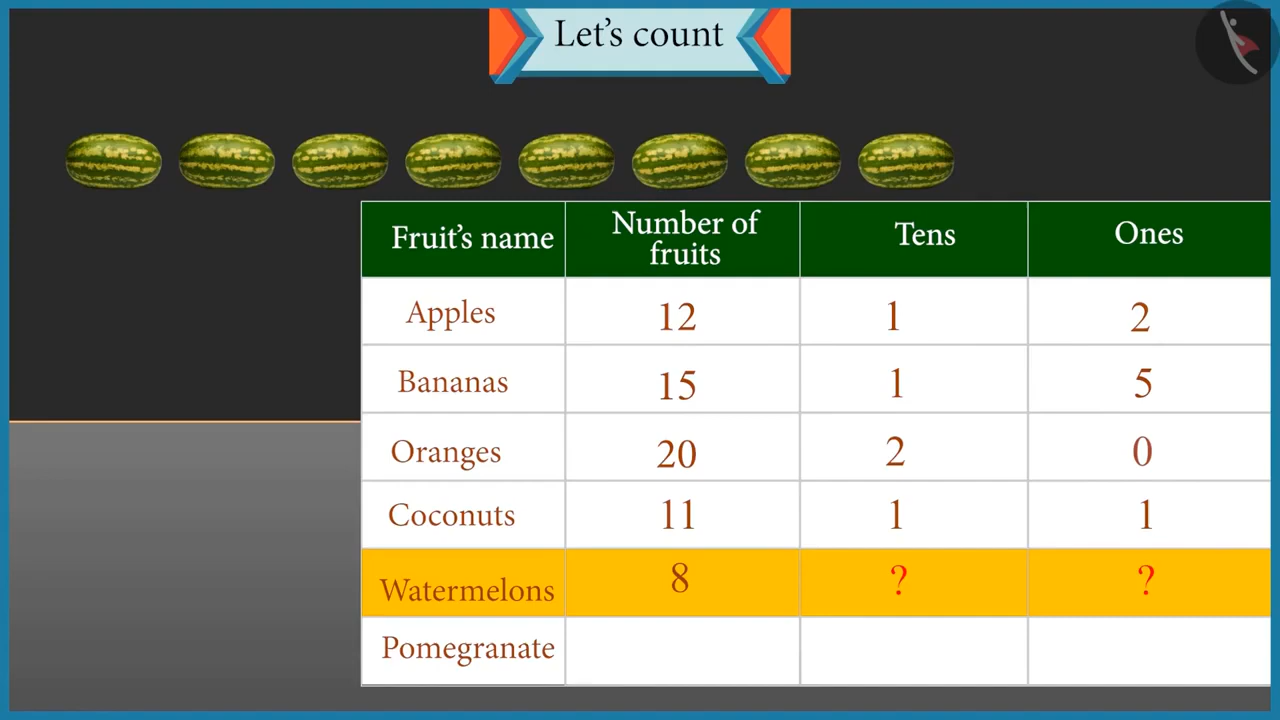 Let's count
Fruit's name Number of fruits Tens Ones
Apples 12 1 2
Bananas 15 1 5
Oranges 20 2 0
Coconuts 11 1 1
Watermelons 8 ? ?
Pomegranate